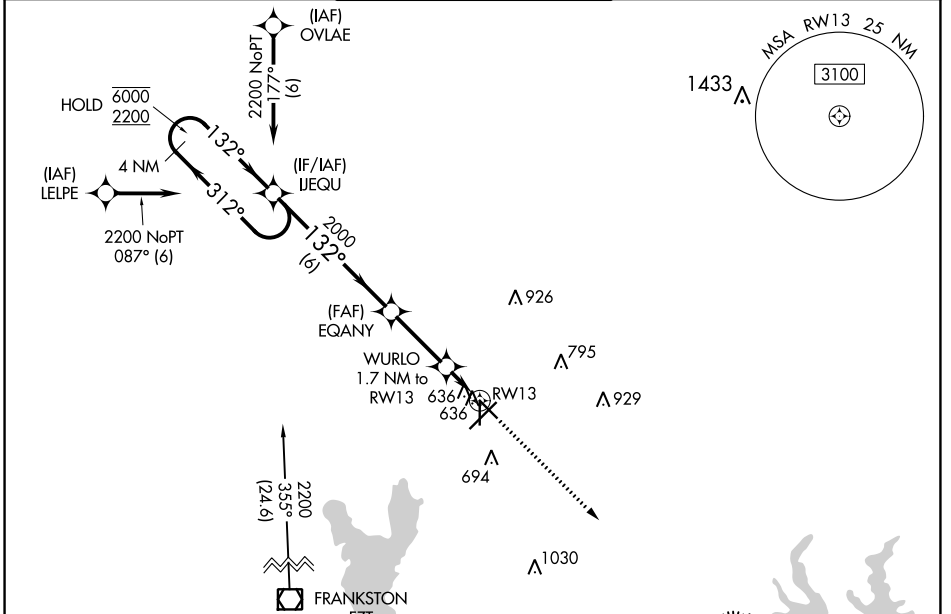 (IAF)
OVLAE
2200 NoPT
177°
(6)
HOLD
6000
2200
132°
4 NM
312°
(IAF)
LELPE
2200 NoPT
087° (6)
(IF/IAF)
IJEQU
2000
132°
(6)
(FAF)
EQANY
WURLO
1.7 NM to
RW13
RW13
636
636
926
795
929
694
1030
MSA RW13 25 NM
3100
1433
2200
355°
(24.6)
FRANKSTON